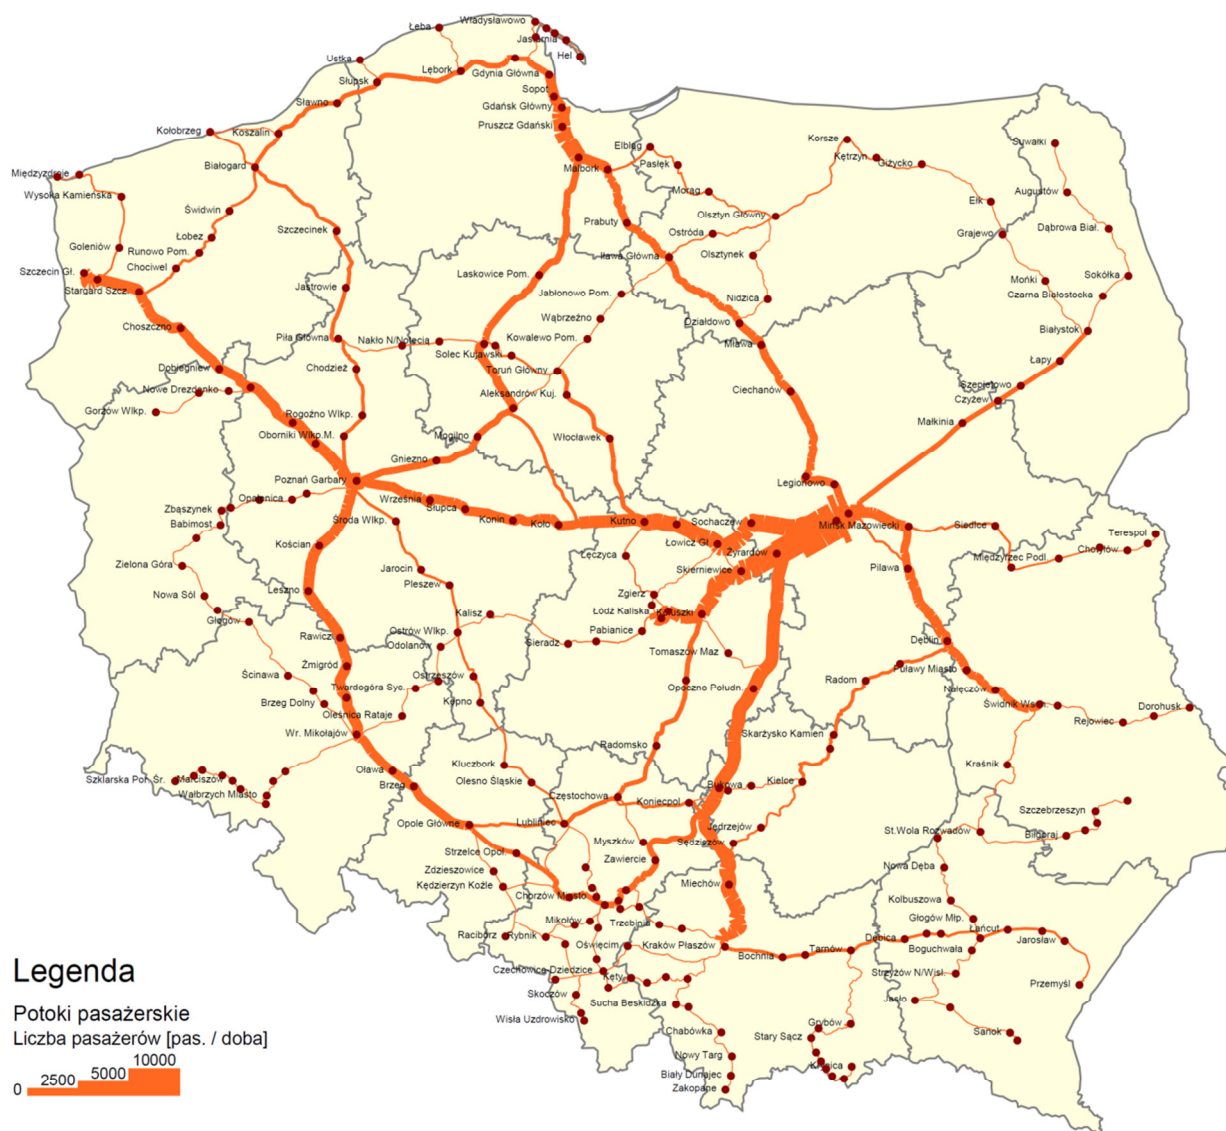 Władysławowo
Łeba
Jastarnia
Hel
Ustka
Lębork
Gdynia Główna
Słupsk
Sopot
Sławno
Gdańsk Główny
Pruszcz Gdański
Kołobrzeg
Koszalin
Elbląg
Korsze
Suwałki
Białogard
Malbork
Pasłęk
Kętrzyn
Giżycko
Międzyzdroje
Wysoka Kamieńska
Morąg
Augustów
Ełk
Świdwin
Prabuty
Olsztyn Główny
Dąbrowa Biał.
Szczecinek
Ostróda
Grajewo
Łobez
Goleniów
Runowo Pom.
Iława Główna
Olsztynek
Chociwel
Szczecin Gł.
Laskowice Pom.
Mońki
Sokółka
Stargard Szcz.
Jastrowie
Jabłonowo Pom.
Nidzica
Czarna Białostocka
Choszczno
Wąbrzeźno
Działdowo
Białystok
Piła Główna
Nakło N/Notecią
Kowalewo Pom.
Mława
Solec Kujawski
Łapy
Dobiegniew
Chodzież
Toruń Główny
Szepietowo
Nowe Drezdenko
Ciechanów
Aleksandrów Kuj.
Czyżew
Gorzów Wlkp.
Rogoźno Wlkp.
Małkinia
Oborniki Wlkp.M.
Mogilno
Włocławek
Gniezno
Poznań Garbary
Legionowo
Zbąszynek
Opalenica
Września
Słupca
Babimost
Środa Wlkp.
Konin
Koło
Kutno
Sochaczew
Mińsk Mazowiecki
Siedlce
Terespol
Kościan
Łowicz Gł.
Chotyłów
Łęczyca
Żyrardów
Międzyrzec Podl.
Zielona Góra
Jarocin
Skierniewice
Pilawa
Pleszew
Nowa Sól
Leszno
Zgierz
Głogów
Kalisz
Łódź Kaliska
Koluszki
Rawicz
Ostrów Wlkp.
Pabianice
Odolanów
Sieradz
Dęblin
Tomaszów Maz
Żmigród
Puławy Miasto
Ścinawa
Twardogóra Syc.
Ostrzeszów
Radom
Opoczno Połudn.
Nałęczów
Brzeg Dolny
Kępno
Świdnik Wsch.
Dorohusk
Oleśnica Rataje
Rejowiec
Wr. Mikołajów
Skarżysko Kamien
Radomsko
Kluczbork
Kraśnik
Szklarska Por. Śr.
Marciszów
Oława
Olesno Śląskie
Kielce
Wałbrzych Miasto
Brzeg
Częstochowa
Bukowa
Koniecpol
Szczebrzeszyn
Opole Główne
Lubliniec
Jędrzejów
St.Wola Rozwadów
Biłgoraj
Myszków
Sędziszów
Strzelce Opol.
Zawiercie
Zdzieszowice
Nowa Dęba
Kędzierzyn Koźle
Miechów
Chorzów Miasto
Kolbuszowa
Mikołów
Trzebinia
Głogów Młp.
Racibórz
Rybnik
Oświęcim
Kraków Płaszów
Dębica
Łańcut
Tarnów
Boguchwała
Jarosław
Bochnia
Czechowice Dziedzice
Kęty
Strzyżów N/Wisł.
Przemyśl
Skoczów
Sucha Beskidzka
Jasło
Wisła Uzdrowisko
Chabówka
Grybów
Stary Sącz
Sanok
Nowy Targ
Krynica
Biały Dunajec
Zakopane
Legenda
Potoki pasażerskie
Liczba pasażerów [pas. / doba]
0 2500 5000 10000